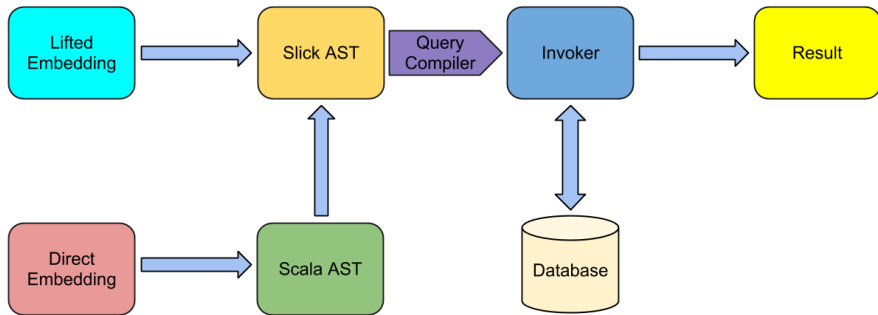 Lifted
Embedding
Slick AST
Query
Compiler
Invoker
Result
Direct
Embedding
Scala AST
Database